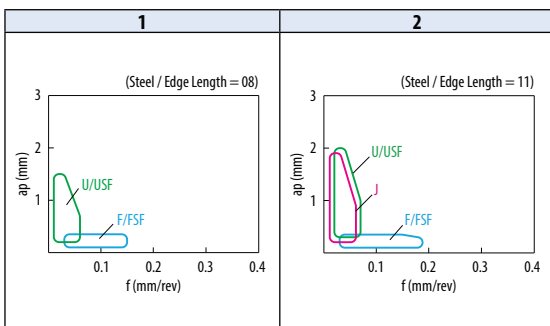 1
(Steel / Edge Length = 08)
3
2
1
ap (mm)
U/USF
F/FSF
0.1 0.2 0.3 0.4
f (mm/rev)
2
(Steel / Edge Length = 11)
3
2
1
ap (mm)
U/USF
J
F/FSF
0.1 0.2 0.3 0.4
f (mm/rev)